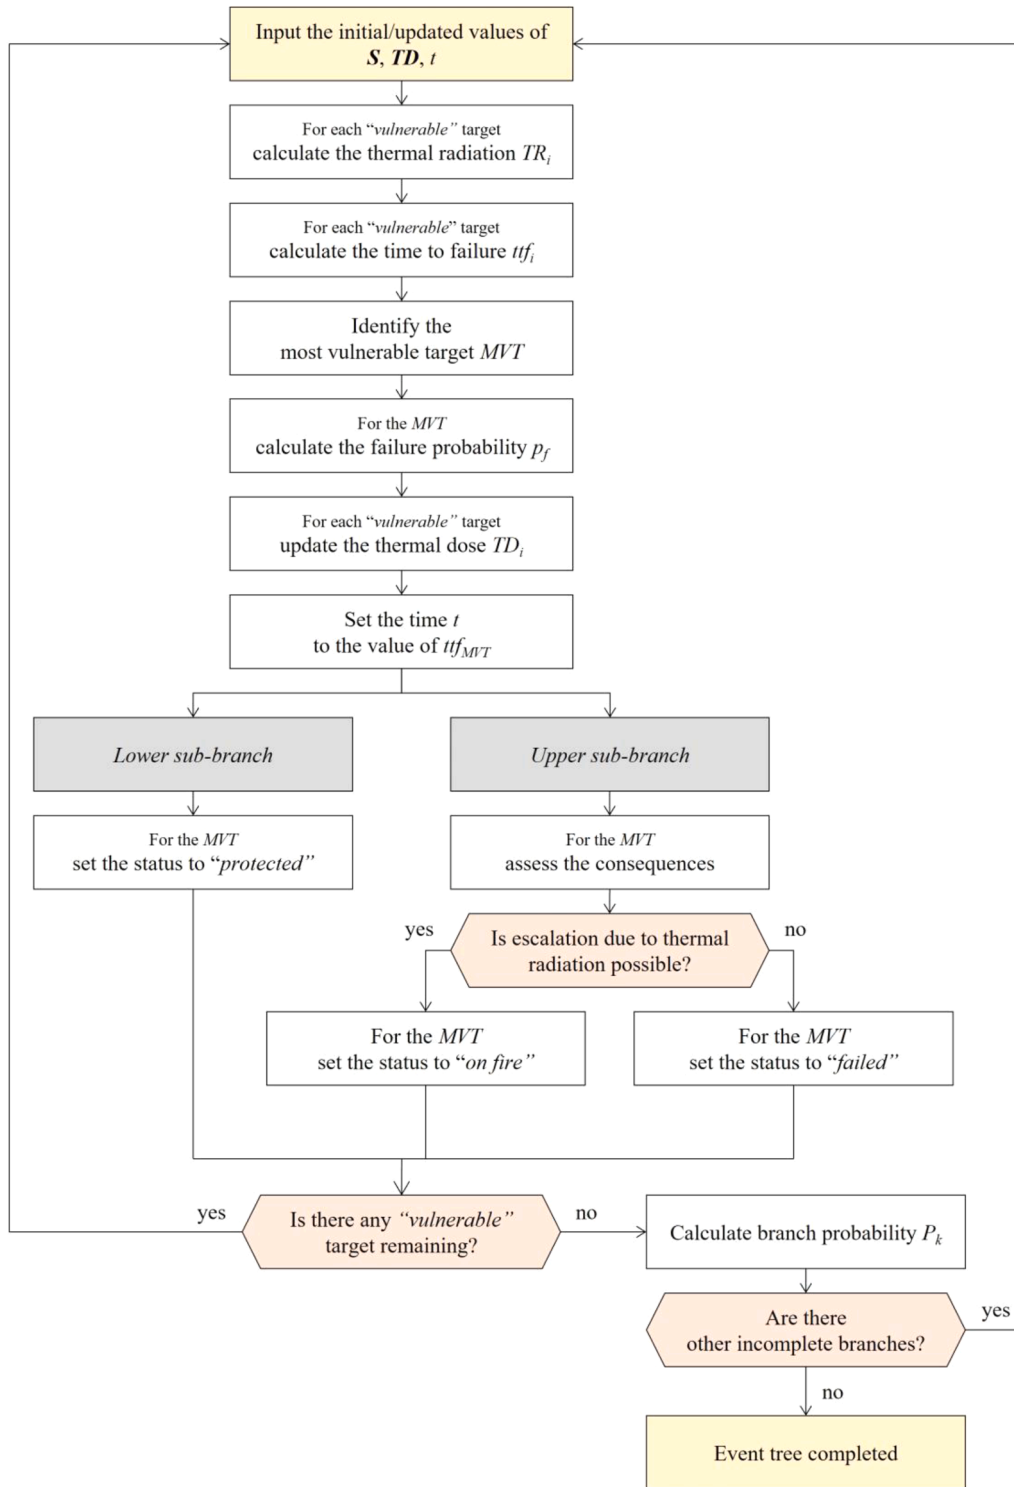 Input the initial/updated values of
S, TD, t
For each “vulnerable” target
calculate the thermal radiation TRi
For each “vulnerable” target
calculate the time to failure ttfi
Identify the
most vulnerable target MVT
For the MVT
calculate the failure probability pf
For each “vulnerable” target
update the thermal dose TDi
Set the time t
to the value of ttfMVT
Lower sub-branch
Upper sub-branch
For the MVT
set the status to “protected”
For the MVT
assess the consequences
yes
Is escalation due to thermal
radiation possible?
no
For the MVT
set the status to “on fire”
For the MVT
set the status to “failed”
yes
Is there any “vulnerable”
target remaining?
no
Calculate branch probability Pk
Are there
other incomplete branches?
yes
no
Event tree completed